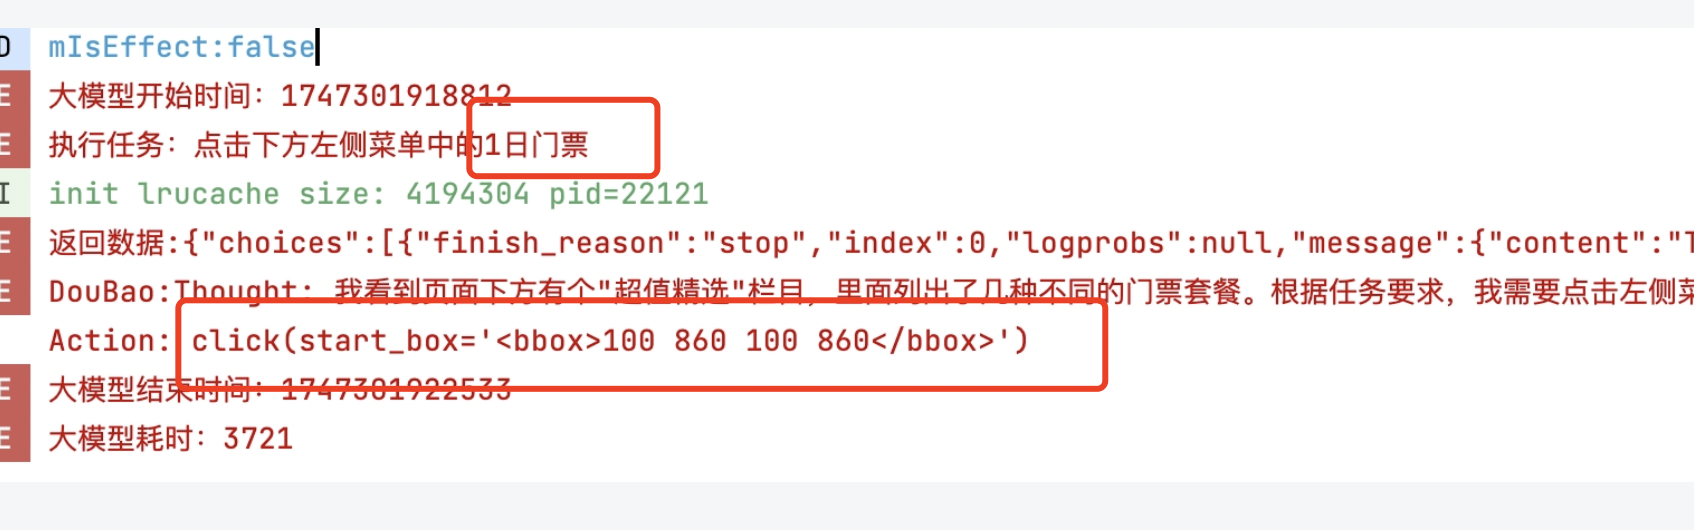 D mIsEffect:false
E 大模型开始时间：1747301918812
E 执行任务：点击下方左侧菜单中的1日门票
I init lrucache size: 4194304 pid=22121
E 返回数据:{"choices":[{"finish_reason":"stop","index":0,"logprobs":null,"message":{"content":"T
E DouBao:Thought: 我看到页面下方有个"超值精选"栏目，里面列出了几种不同的门票套餐。根据任务要求，我需要点击左侧菜
Action: click(start_box='<bbox>100 860 100 860</bbox>')
E 大模型结束时间：1747301922533
E 大模型耗时：3721